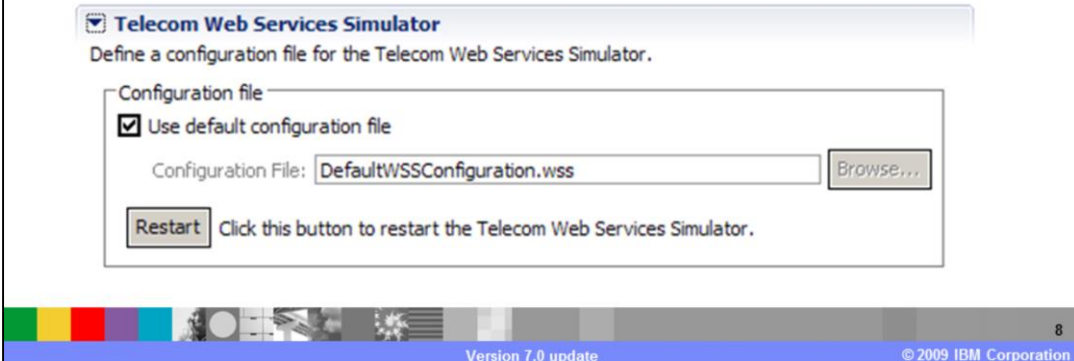 Telecom Web Services Simulator
Define a configuration file for the Telecom Web Services Simulator.
Configuration file
Use default configuration file
Configuration File: DefaultWSSConfiguration.wss Browse...
Restart Click this button to restart the Telecom Web Services Simulator.
8
Version 7.0 update © 2009 IBM Corporation